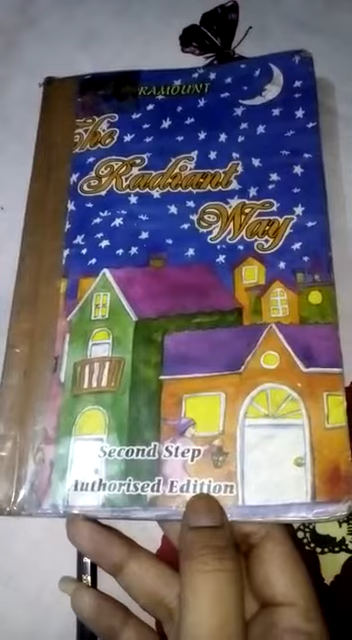 RAMOUNT
The
Radiant
Way
Second Step
Authorised Edition